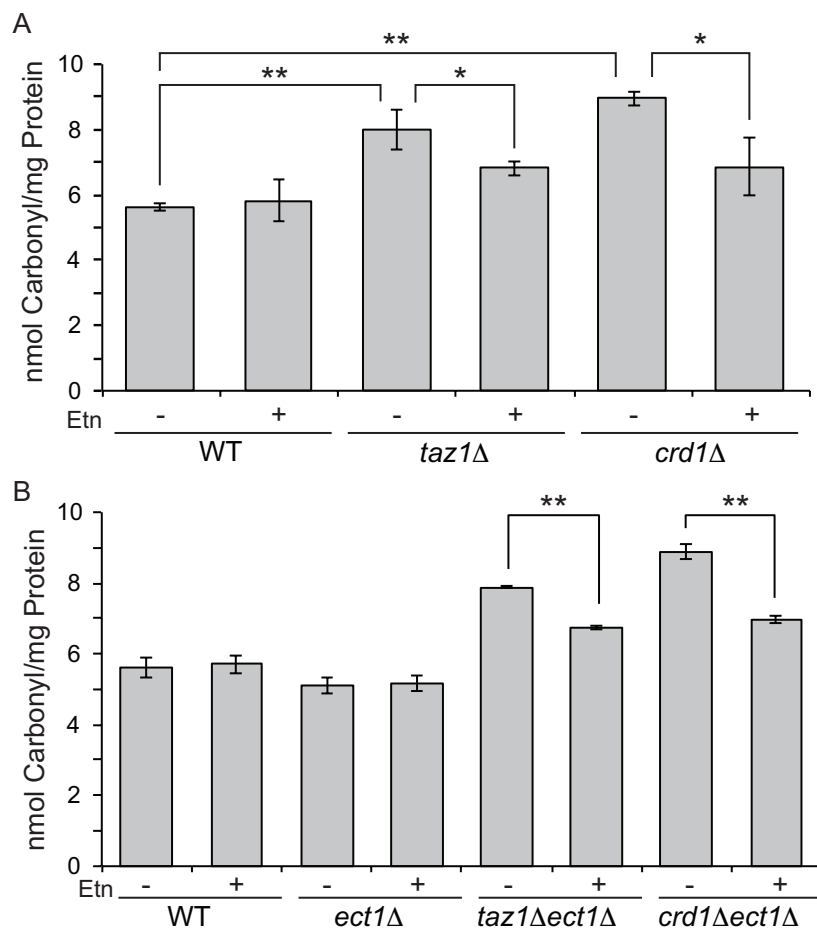 A
** *
** *
nmol Carbonyl/mg Protein
10
8
6
4
2
0
Etn - + - + - +
WT taz1Δ crd1Δ
B
** **
nmol Carbonyl/mg Protein
10
8
6
4
2
0
Etn - + - + - + - +
WT ect1Δ taz1Δect1Δ crd1Δect1Δ